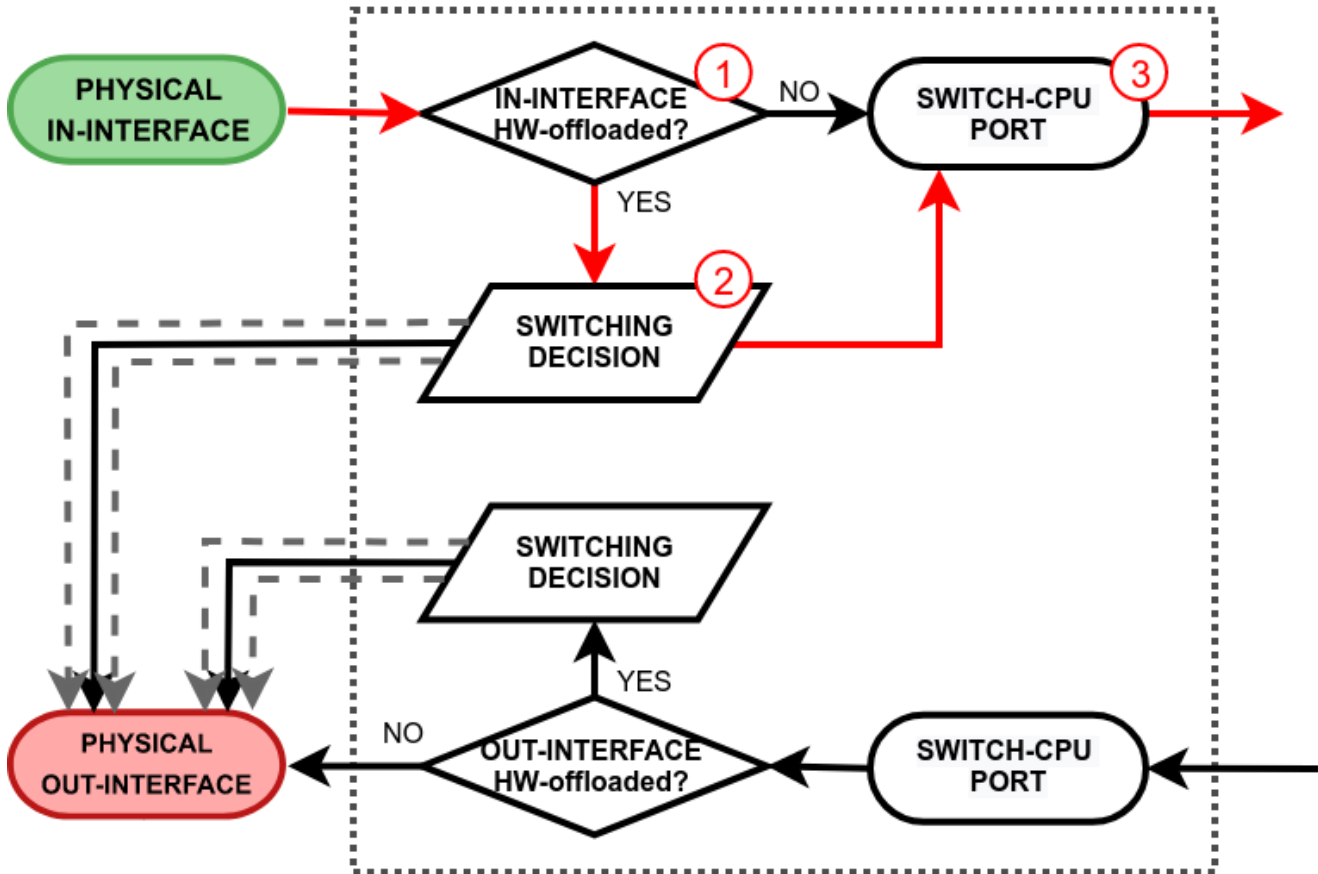 PHYSICAL
IN-INTERFACE
IN-INTERFACE
HW-offloaded?
1
NO
SWITCH-CPU
PORT
3
YES
2
SWITCHING
DECISION
SWITCHING
DECISION
YES
NO
OUT-INTERFACE
HW-offloaded?
SWITCH-CPU
PORT
PHYSICAL
OUT-INTERFACE